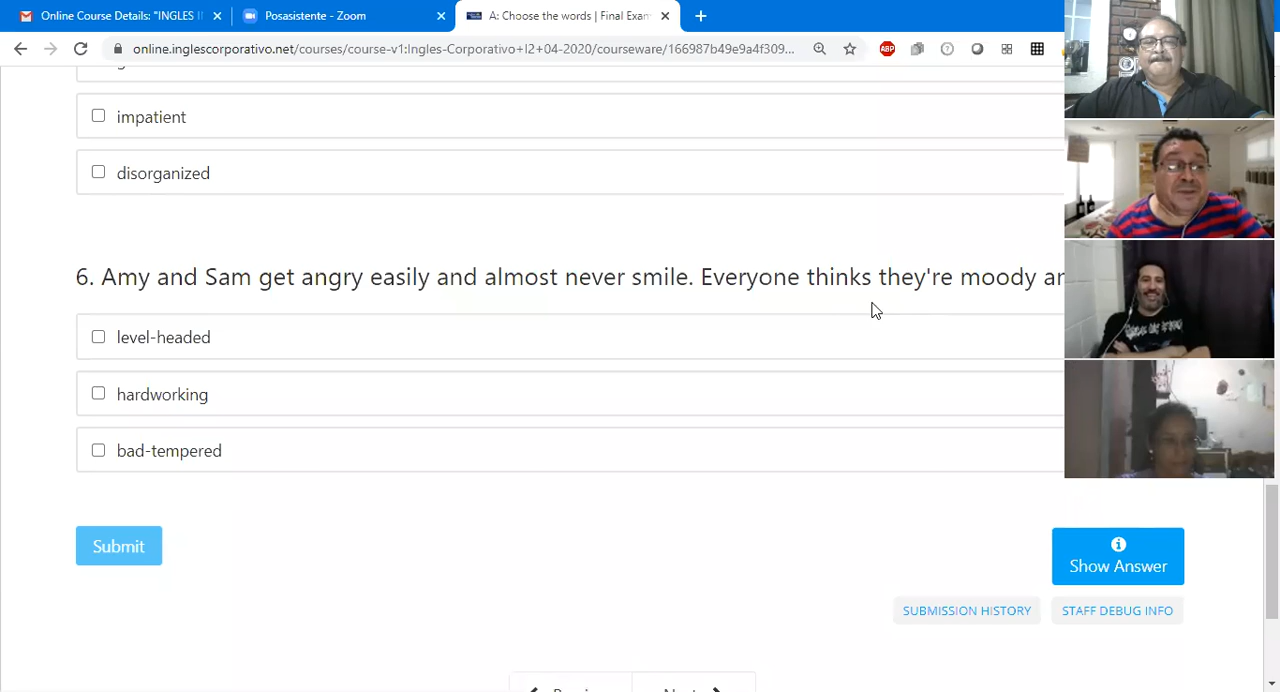 Online Course Details: "INGLES I
Posasistente - Zoom
A: Choose the words | Final Exam
online.inglescorporativo.net/courses/course-v1:Ingles-Corporativo+I2+04-2020/courseware/166987b49e9a4f309...
ABP
impatient
disorganized
6. Amy and Sam get angry easily and almost never smile. Everyone thinks they're moody
level-headed
hardworking
bad-tempered
Submit
Show Answer
SUBMISSION HISTORY
STAFF DEBUG INFO